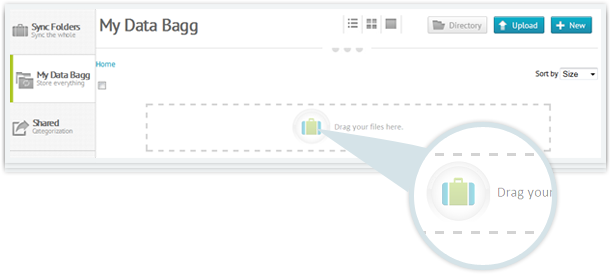 Sync Folders
Sync the whole
My Data Bagg
Store everything
Shared
Categorization
My Data Bagg
Directory
Upload
New
Home
Sort by Size
Drag your files here.
Drag your